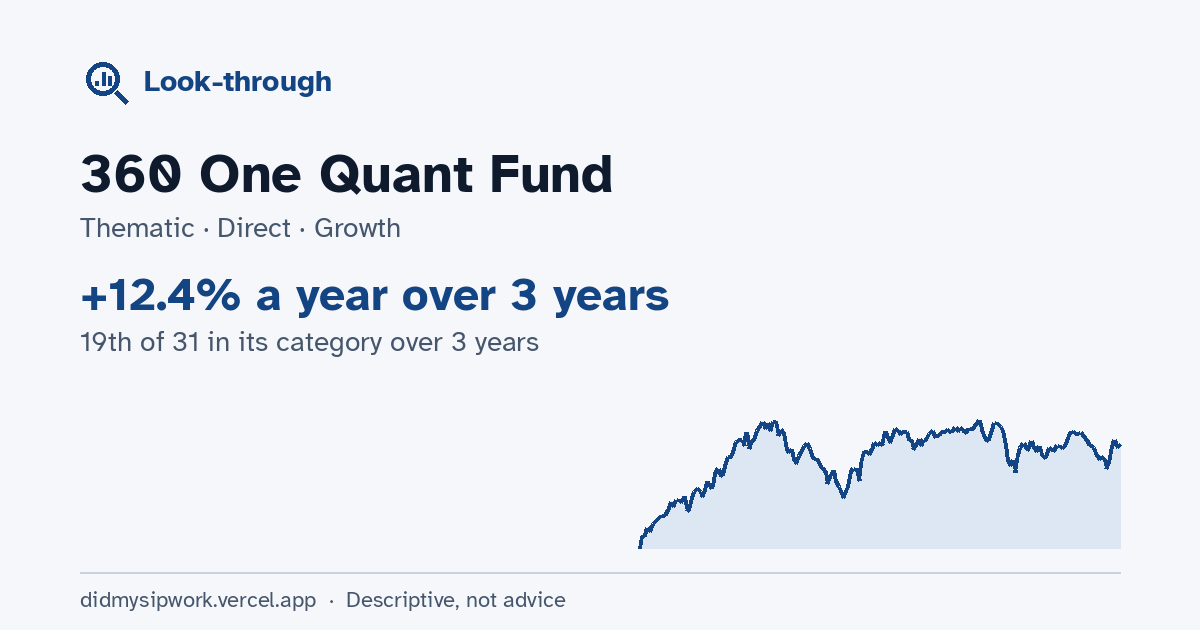 Look-through
360 One Quant Fund
Thematic · Direct · Growth
+12.4% a year over 3 years
19th of 31 in its category over 3 years
didmysipwork.vercel.app · Descriptive, not advice